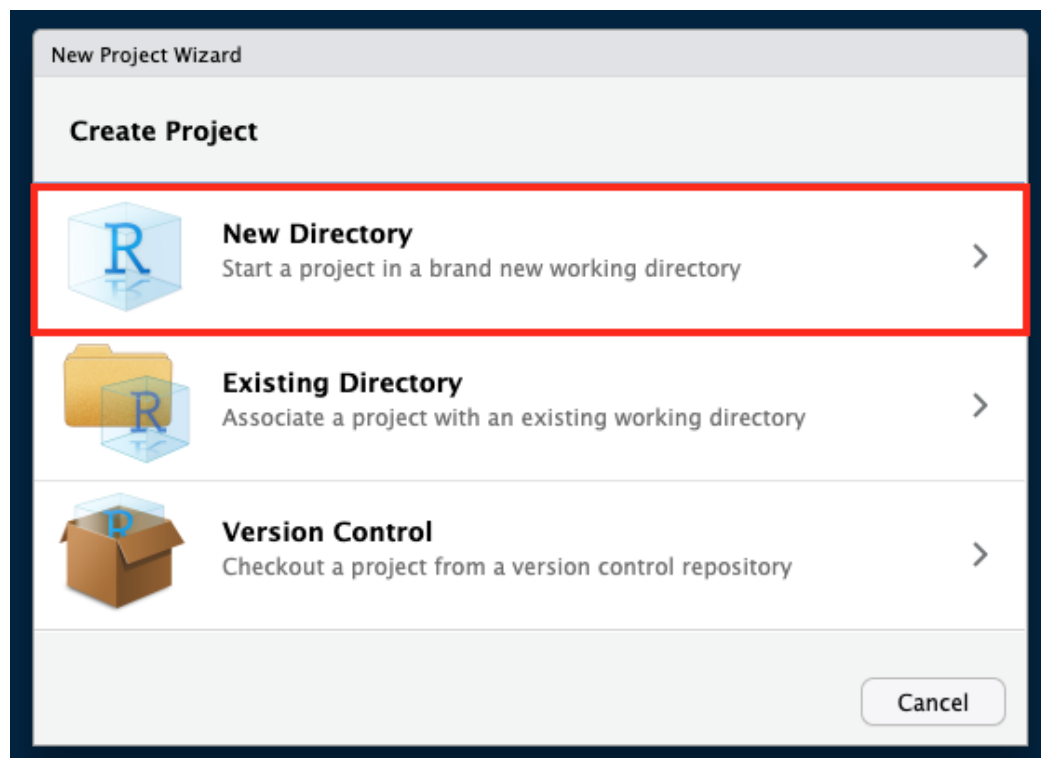 New Project Wizard
Create Project
R
New Directory
Start a project in a brand new working directory
R
Existing Directory
Associate a project with an existing working directory
R
Version Control
Checkout a project from a version control repository
Cancel